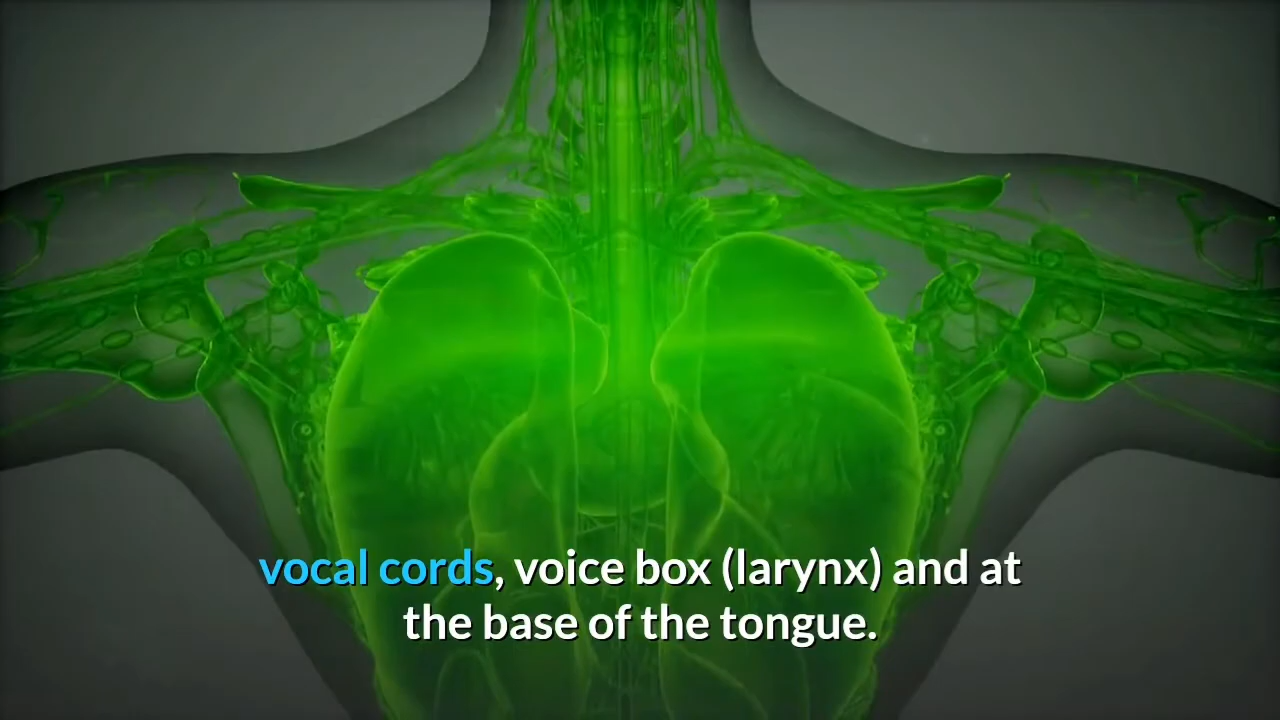 vocal cords, voice box (larynx) and at
the base of the tongue.